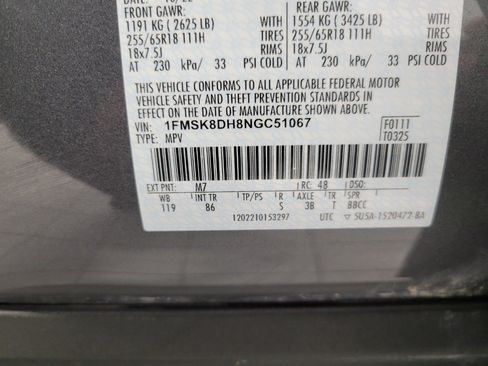 FRONT GAWR: REAR GAWR:
1191 KG ( 2625 LB) 1554 KG ( 3425 LB)
WITH WITH
255/65R18 111H TIRES 255/65R18 111H TIRES
18x7.5J RIMS 18x7.5J RIMS
AT 230 kPa/ 33 PSI COLD AT 230 kPa/ 33 PSI COLD
THIS VEHICLE CONFORMS TO ALL APPLICABLE FEDERAL MOTOR
VEHICLE SAFETY AND THEFT PREVENTION STANDARDS IN
EFFECT ON THE DATE OF MANUFACTURE SHOWN ABOVE.
VIN: 1FMSK8DH8NGC51067 F0111
TYPE: MPV T0325
EXT PNT: M7 RC: 48 DSO:
WB INT TR TP/PS R AXLE TR SPR
119 86 S 3B T BBCC
1202210153297 UTC 5U5A-1520472-BA